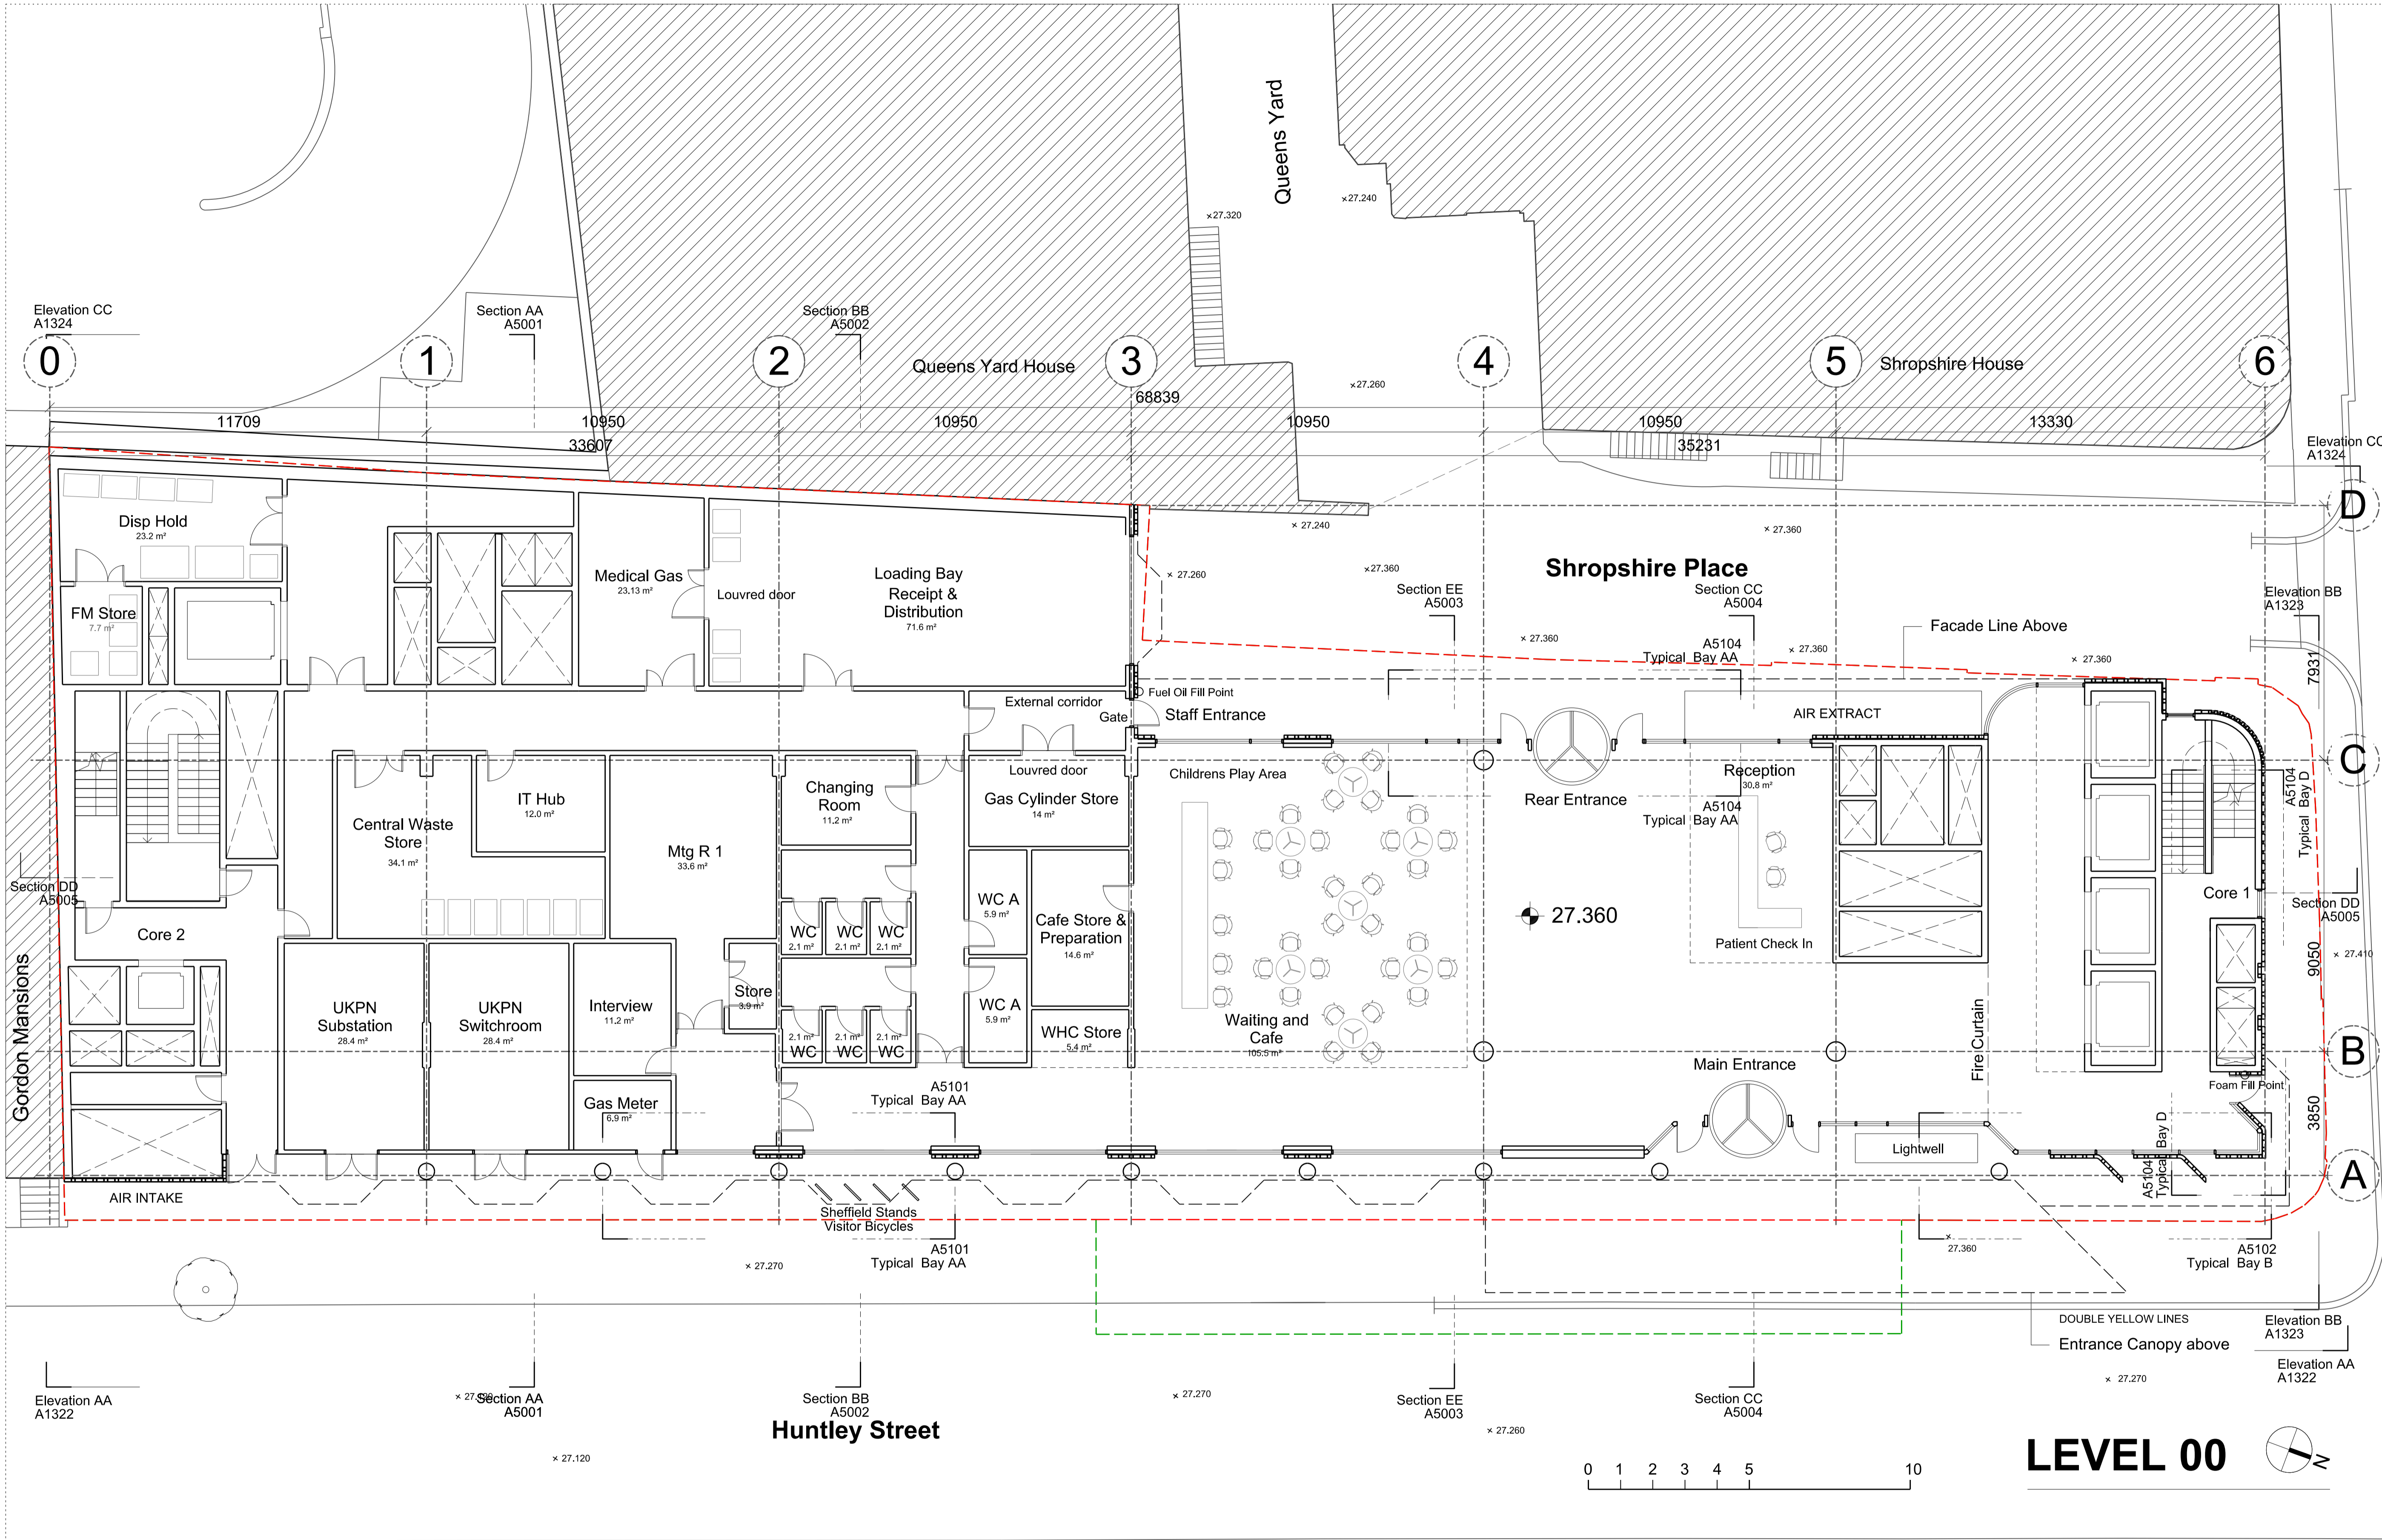 Queens Yard
×27.320
×27.240
Elevation CC
A1324
Section AA
A5001
Section BB
A5002
0
1
2
Queens Yard House
3
4
5
Shropshire House
6
×27.260
68839
11709
10950
10950
10950
10950
13330
33607
35231
Elevation CC
A1324
D
× 27.240
× 27.360
Disp Hold
23.2 m²
Medical Gas
23.13 m²
Louvred door
Loading Bay
Receipt &
Distribution
71.6 m²
× 27.260
×27.360
Shropshire Place
Section EE
A5003
Section CC
A5004
Elevation BB
A1323
FM Store
7.7 m²
× 27.360
A5104
Typical Bay AA
× 27.360
Facade Line Above
× 27.360
7931
Fuel Oil Fill Point
External corridor
Gate
Staff Entrance
AIR EXTRACT
C
Louvred door
Childrens Play Area
Reception
30.8 m²
Rear Entrance
A5104
Typical Bay AA
A5104
Typical Bay D
IT Hub
12.0 m²
Changing
Room
11.2 m²
Gas Cylinder Store
14 m²
Central Waste
Store
34.1 m²
Mtg R 1
33.6 m²
Section DD
A5005
Core 2
WC A
5.9 m²
Cafe Store &
Preparation
14.6 m²
WC
2.1 m²
WC
2.1 m²
WC
2.1 m²
27.360
Patient Check In
Core 1
Section DD
A5005
9050
× 27.410
Gordon Mansions
UKPN
Substation
28.4 m²
UKPN
Switchroom
28.4 m²
Interview
11.2 m²
Store
3.9 m²
WC A
5.9 m²
2.1 m²
WC
2.1 m²
WC
2.1 m²
WC
WHC Store
5.4 m²
Waiting and
Cafe
105.5 m²
Fire Curtain
B
Main Entrance
Foam Fill Point
Gas Meter
6.9 m²
A5101
Typical Bay AA
3850
Lightwell
A5104
Typical Bay D
A
AIR INTAKE
Sheffield Stands
Visitor Bicycles
A5101
Typical Bay AA
× 27.270
×
27.360
A5102
Typical Bay B
DOUBLE YELLOW LINES
Entrance Canopy above
Elevation BB
A1323
Elevation AA
A1322
Elevation AA
A1322
Section AA
A5001
Section BB
A5002
× 27.270
Section EE
A5003
Section CC
A5004
× 27.270
Huntley Street
× 27.260
× 27.120
0 1 2 3 4 5 10
LEVEL 00
N